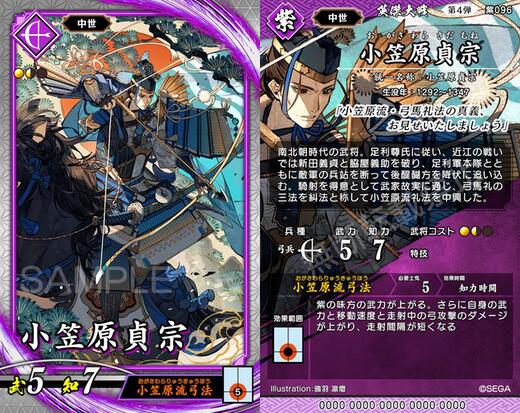 中世
SAMPLE
小笠原貞宗
武5 知7
おがさわらりゅうきゅうほう
小笠原流弓法
5
紫
中世
英傑大戦
第4弾
紫096
おがさわらさだむね
小笠原貞宗
統一名称:小笠原貞宗
生没年:1292~1347
「小笠原流・弓馬礼法の真義、
お見せいたしましょう」
南北朝時代の武将。足利尊氏に従い、近江の戦い
では新田義貞と脇屋義助を破り、足利軍本隊とと
もに敵軍の兵站を断って後醍醐方を降伏に追い込
む。騎射を得意として武家故実に通じ、弓馬礼の
三法を糾法と称して小笠原流礼法を中興した。
兵種 武力 知力 武将コスト
弓兵 5 7 特技
おがさわらりゅうきゅうほう
小笠原流弓法
必要士気
5
効果時間
知力時間
効果範囲
紫の味方の武力が上がる。さらに自身の武
力と移動速度と走射中の弓攻撃のダメージ
が上がり、走射間隔が短くなる
©SEGA
0000 0000 0000 0000 0000